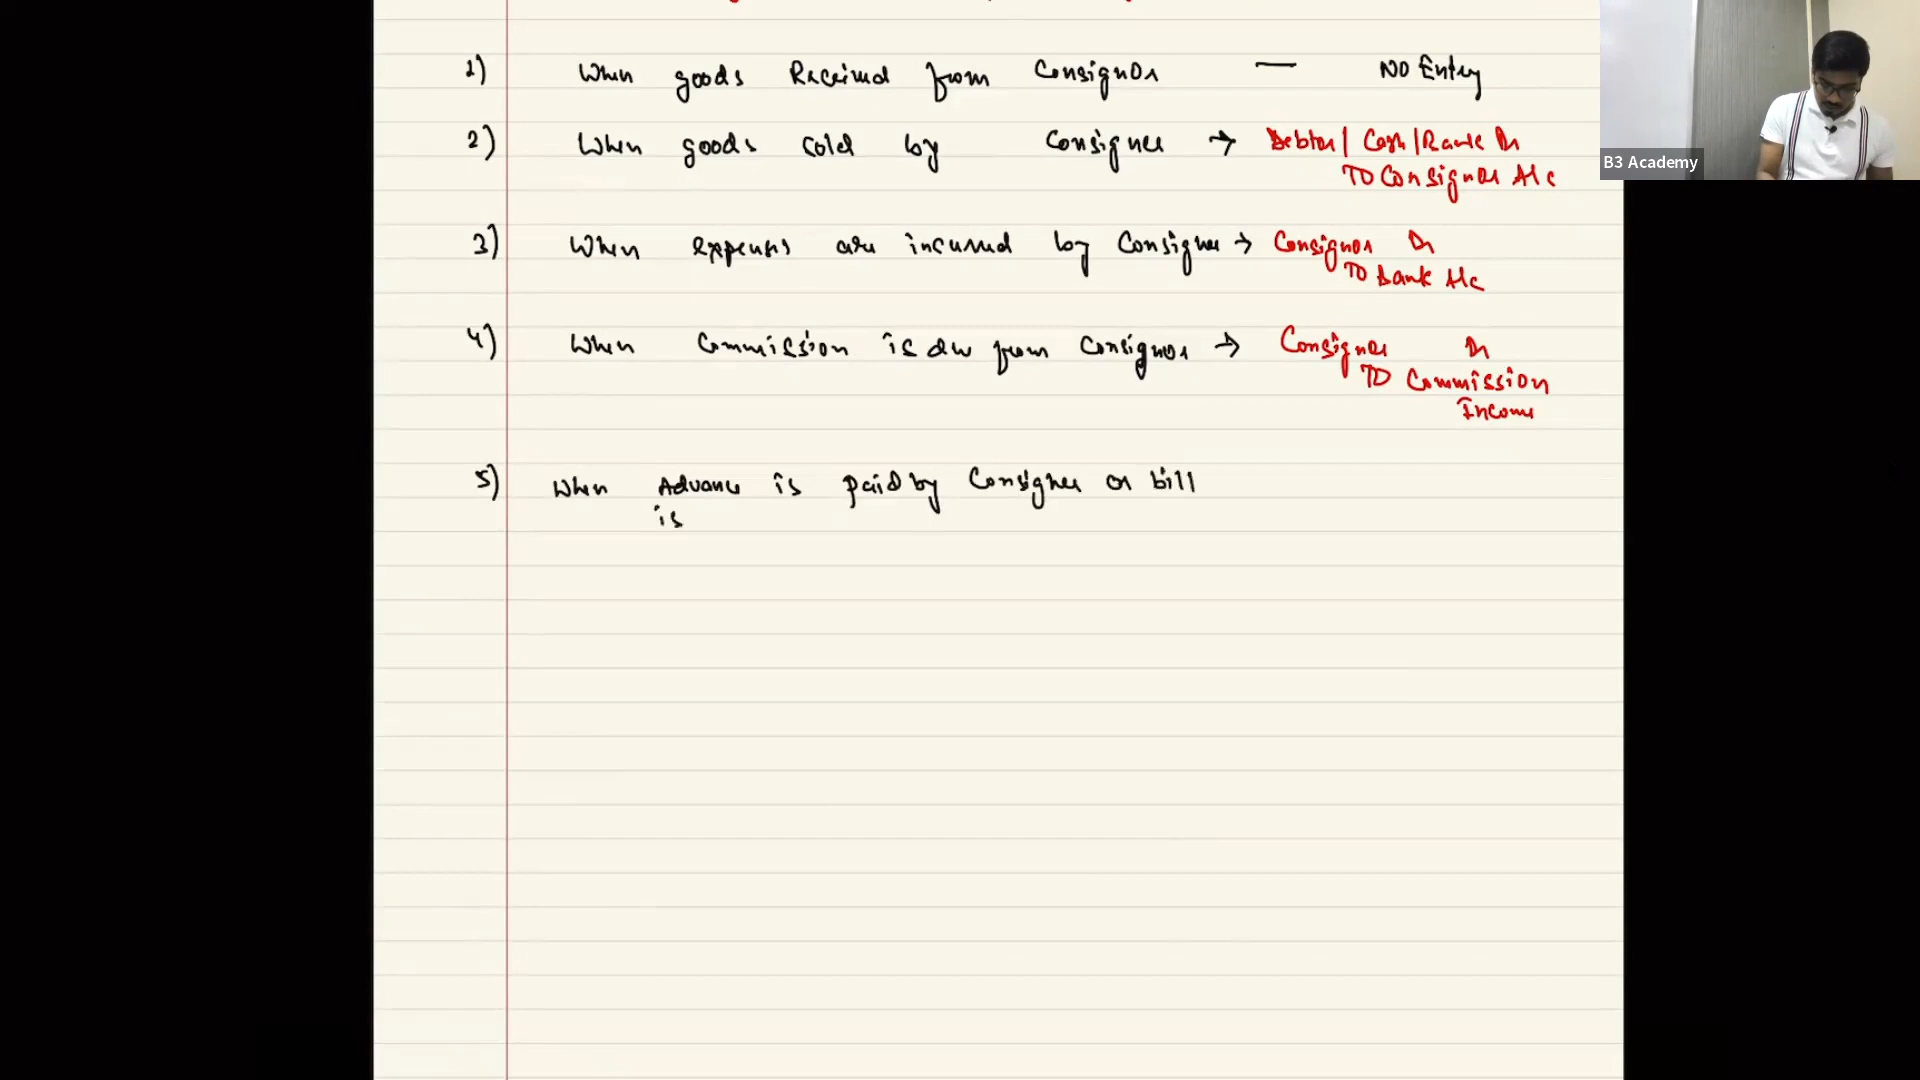 1) When goods Received from Consignor — NO Entry
2) When goods sold by Consignee → Debtor / Cash / Bank Dr
TO Consignor A/c
3) When expenses are incurred by Consignee → Consignor Dr
TO Bank A/c
4) When Commission is due from Consignor → Consignor Dr
TO Commission
Income
5) When Advance is paid by Consignee or bill
is
B3 Academy